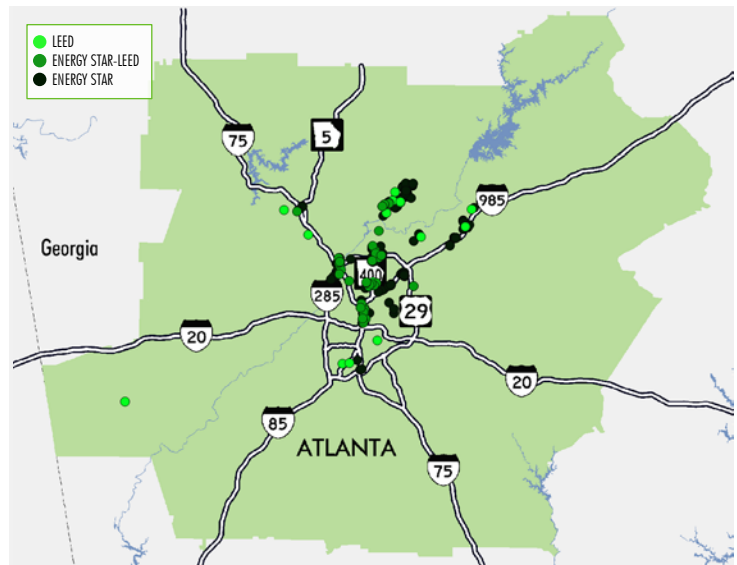 LEED
ENERGY STAR-LEED
ENERGY STAR
75
5
985
Georgia
400
285
29
20
20
85
ATLANTA
75